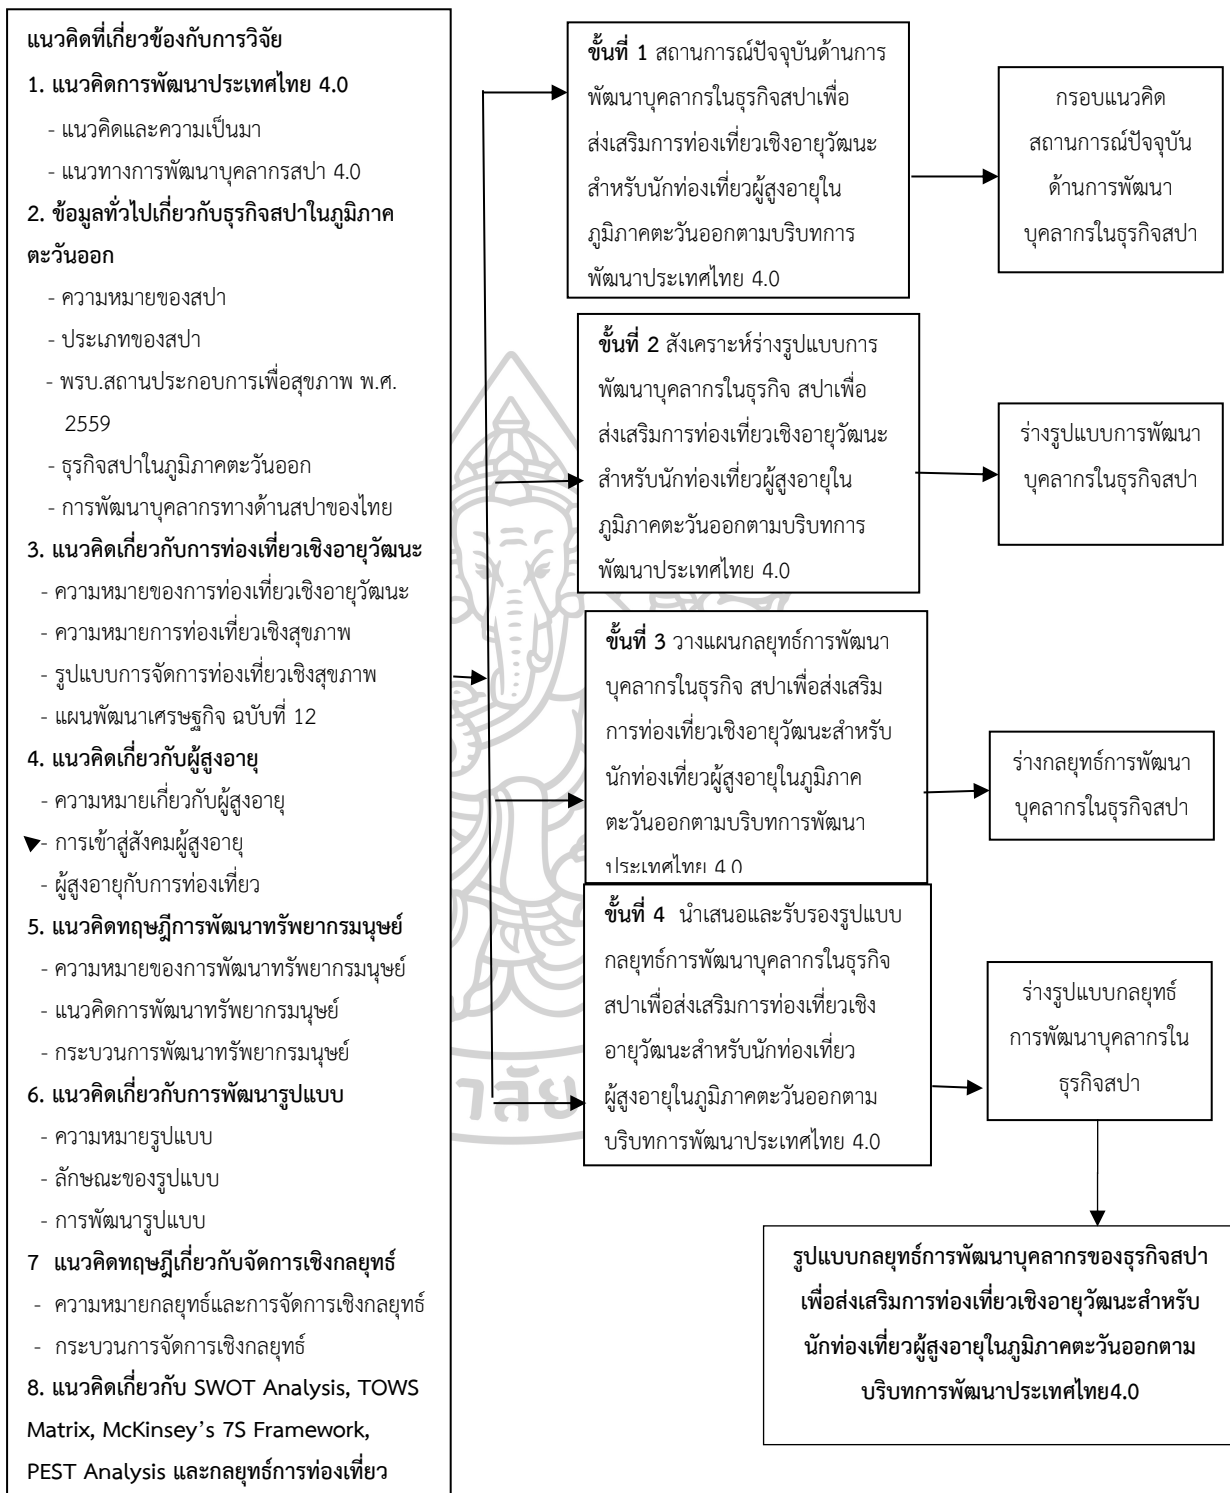 แนวคิดที่เกี่ยวข้องกับการวิจัย
1. แนวคิดการพัฒนาประเทศไทย 4.0
- แนวคิดและความเป็นมา
- แนวทางการพัฒนาบุคลากรสปา 4.0
2. ข้อมูลทั่วไปเกี่ยวกับธุรกิจสปาในภูมิภาค
ตะวันออก
- ความหมายของสปา
- ประเภทของสปา
- พรบ.สถานประกอบการเพื่อสุขภาพ พ.ศ.
2559
- ธุรกิจสปาในภูมิภาคตะวันออก
- การพัฒนาบุคลากรทางด้านสปาของไทย
3. แนวคิดเกี่ยวกับการท่องเที่ยวเชิงอายุวัฒนะ
- ความหมายของการท่องเที่ยวเชิงอายุวัฒนะ
- ความหมายการท่องเที่ยวเชิงสุขภาพ
- รูปแบบการจัดการท่องเที่ยวเชิงสุขภาพ
- แผนพัฒนาเศรษฐกิจ ฉบับที่ 12
4. แนวคิดเกี่ยวกับผู้สูงอายุ
- ความหมายเกี่ยวกับผู้สูงอายุ
- การเข้าสู่สังคมผู้สูงอายุ
- ผู้สูงอายุกับการท่องเที่ยว
5. แนวคิดทฤษฎีการพัฒนาทรัพยากรมนุษย์
- ความหมายของการพัฒนาทรัพยากรมนุษย์
- แนวคิดการพัฒนาทรัพยากรมนุษย์
- กระบวนการพัฒนาทรัพยากรมนุษย์
6. แนวคิดเกี่ยวกับการพัฒนารูปแบบ
- ความหมายรูปแบบ
- ลักษณะของรูปแบบ
- การพัฒนารูปแบบ
7 แนวคิดทฤษฎีเกี่ยวกับจัดการเชิงกลยุทธ์
- ความหมายกลยุทธ์และการจัดการเชิงกลยุทธ์
- กระบวนการจัดการเชิงกลยุทธ์
8. แนวคิดเกี่ยวกับ SWOT Analysis, TOWS
Matrix, McKinsey’s 7S Framework,
PEST Analysis และกลยุทธ์การท่องเที่ยว
ขั้นที่ 1 สถานการณ์ปัจจุบันด้านการ
พัฒนาบุคลากรในธุรกิจสปาเพื่อ
ส่งเสริมการท่องเที่ยวเชิงอายุวัฒนะ
สำหรับนักท่องเที่ยวผู้สูงอายุใน
ภูมิภาคตะวันออกตามบริบทการ
พัฒนาประเทศไทย 4.0
กรอบแนวคิด
สถานการณ์ปัจจุบัน
ด้านการพัฒนา
บุคลากรในธุรกิจสปา
ขั้นที่ 2 สังเคราะห์ร่างรูปแบบการ
พัฒนาบุคลากรในธุรกิจ สปาเพื่อ
ส่งเสริมการท่องเที่ยวเชิงอายุวัฒนะ
สำหรับนักท่องเที่ยวผู้สูงอายุใน
ภูมิภาคตะวันออกตามบริบทการ
พัฒนาประเทศไทย 4.0
ร่างรูปแบบการพัฒนา
บุคลากรในธุรกิจสปา
ขั้นที่ 3 วางแผนกลยุทธ์การพัฒนา
บุคลากรในธุรกิจ สปาเพื่อส่งเสริม
การท่องเที่ยวเชิงอายุวัฒนะสำหรับ
นักท่องเที่ยวผู้สูงอายุในภูมิภาค
ตะวันออกตามบริบทการพัฒนา
ประเทศไทย 4.0
ร่างกลยุทธ์การพัฒนา
บุคลากรในธุรกิจสปา
ขั้นที่ 4 นำเสนอและรับรองรูปแบบ
กลยุทธ์การพัฒนาบุคลากรในธุรกิจ
สปาเพื่อส่งเสริมการท่องเที่ยวเชิง
อายุวัฒนะสำหรับนักท่องเที่ยว
ผู้สูงอายุในภูมิภาคตะวันออกตาม
บริบทการพัฒนาประเทศไทย 4.0
ร่างรูปแบบกลยุทธ์
การพัฒนาบุคลากรใน
ธุรกิจสปา
รูปแบบกลยุทธ์การพัฒนาบุคลากรของธุรกิจสปา
เพื่อส่งเสริมการท่องเที่ยวเชิงอายุวัฒนะสำหรับ
นักท่องเที่ยวผู้สูงอายุในภูมิภาคตะวันออกตาม
บริบทการพัฒนาประเทศไทย4.0